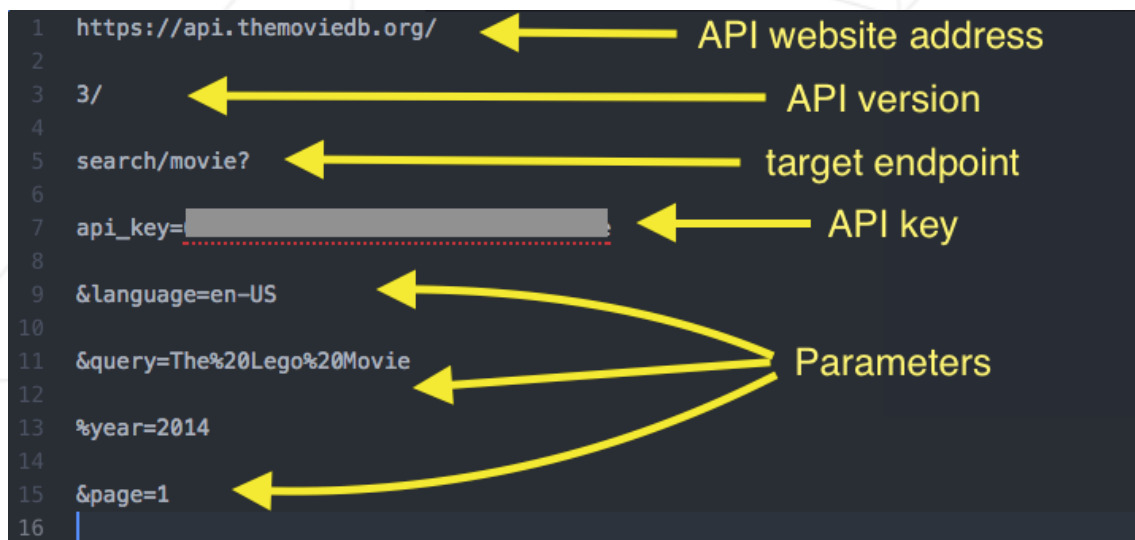 1 https://api.themoviedb.org/ API website address
2
3 3/ API version
4
5 search/movie? target endpoint
6
7 api_key= API key
8
9 &language=en-US
10
11 &query=The%20Lego%20Movie Parameters
12
13 %year=2014
14
15 &page=1
16